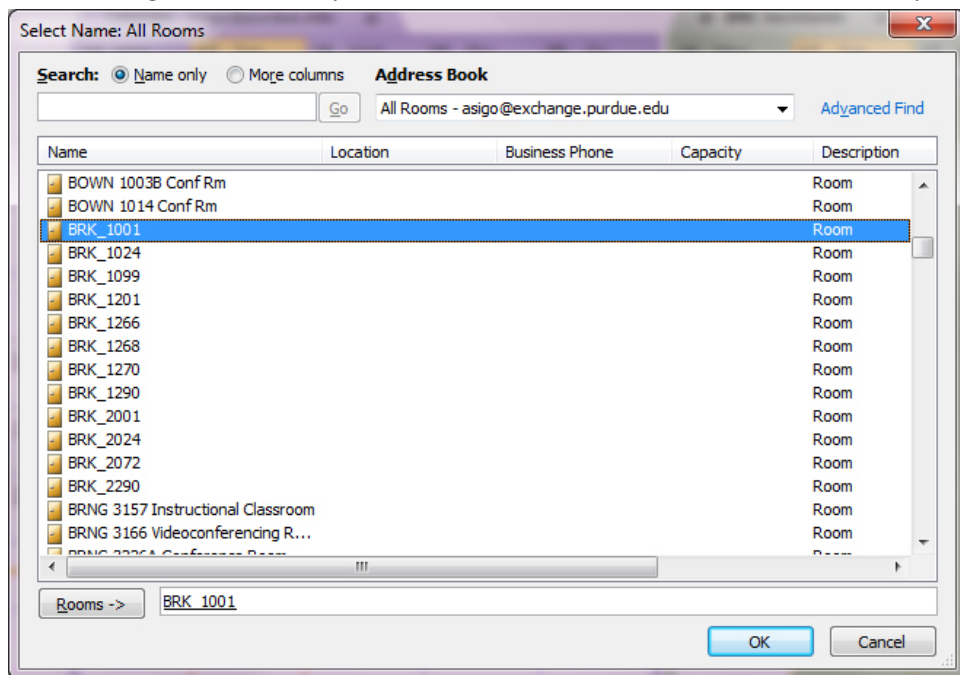 Select Name: All Rooms
Search: Name only More columns Address Book
Go All Rooms - asigo@exchange.purdue.edu Advanced Find
Name Location Business Phone Capacity Description
BOWN 1003B Conf Rm Room
BOWN 1014 Conf Rm Room
BRK_1001 Room
BRK_1024 Room
BRK_1099 Room
BRK_1201 Room
BRK_1266 Room
BRK_1268 Room
BRK_1270 Room
BRK_1290 Room
BRK_2001 Room
BRK_2024 Room
BRK_2072 Room
BRK_2290 Room
BRNG 3157 Instructional Classroom Room
BRNG 3166 Videoconferencing R... Room
Rooms -> BRK_1001
OK Cancel